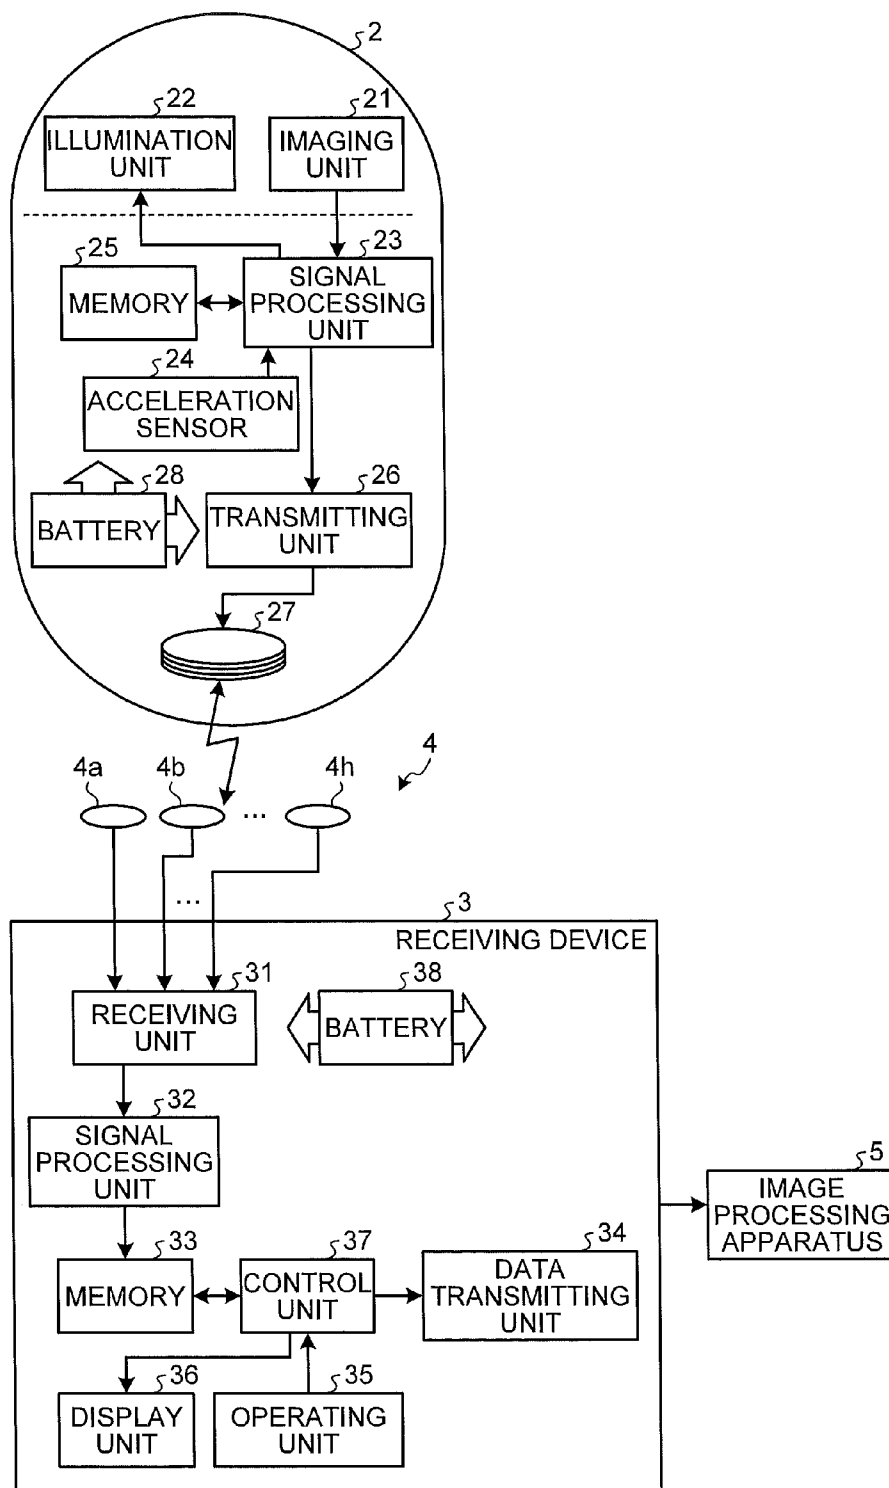 2
22
21
ILLUMINATION
UNIT
IMAGING
UNIT
25
23
MEMORY
SIGNAL
PROCESSING
UNIT
24
ACCELERATION
SENSOR
28
26
BATTERY
TRANSMITTING
UNIT
27
4
4a
4b
4h
...
...
3
RECEIVING DEVICE
31
38
RECEIVING
UNIT
BATTERY
32
SIGNAL
PROCESSING
UNIT
5
IMAGE
PROCESSING
APPARATUS
33
37
34
MEMORY
CONTROL
UNIT
DATA
TRANSMITTING
UNIT
36
35
DISPLAY
UNIT
OPERATING
UNIT